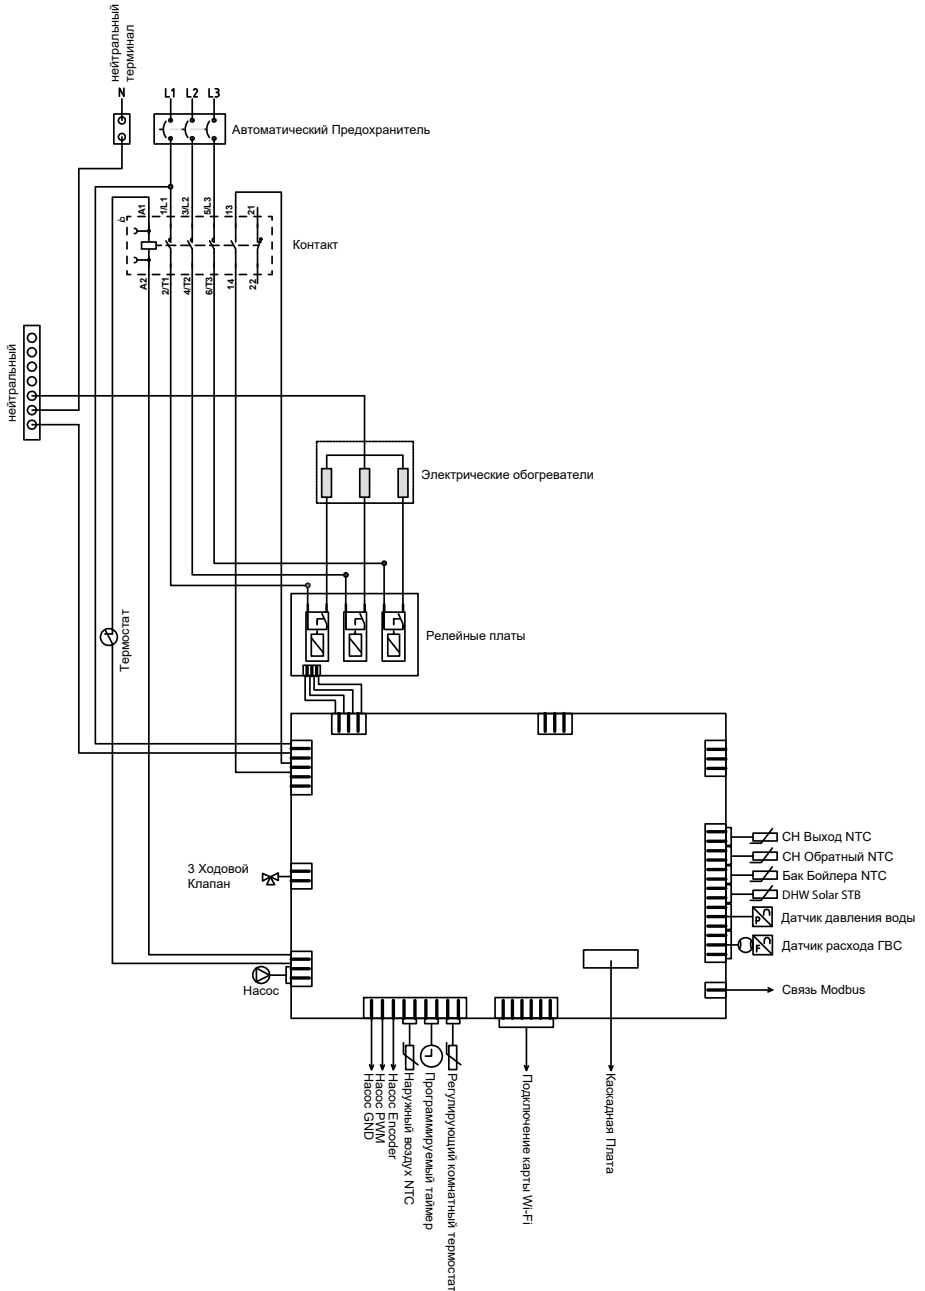 нейтральный
терминал
N
L1 L2 L3
Автоматический Предохранитель
A1
1/L1
3/L2
5/L3
13
21
Контакт
A2
2/T1
4/T2
6/T3
14
22
нейтральный
Электрические обогреватели
Термостат
Релейные платы
3 Ходовой
Клапан
Насос
CH Выход NTC
CH Обратный NTC
Бак Бойлера NTC
DHW Solar STB
P
Датчик давления воды
F
Датчик расхода ГВС
Связь Modbus
Насос GND
Насос PWM
Насос Encoder
Наружный воздух NTC
Программируемый таймер
Регулирующий комнатный термостат
Подключение карты Wi-Fi
Каскадная Плата